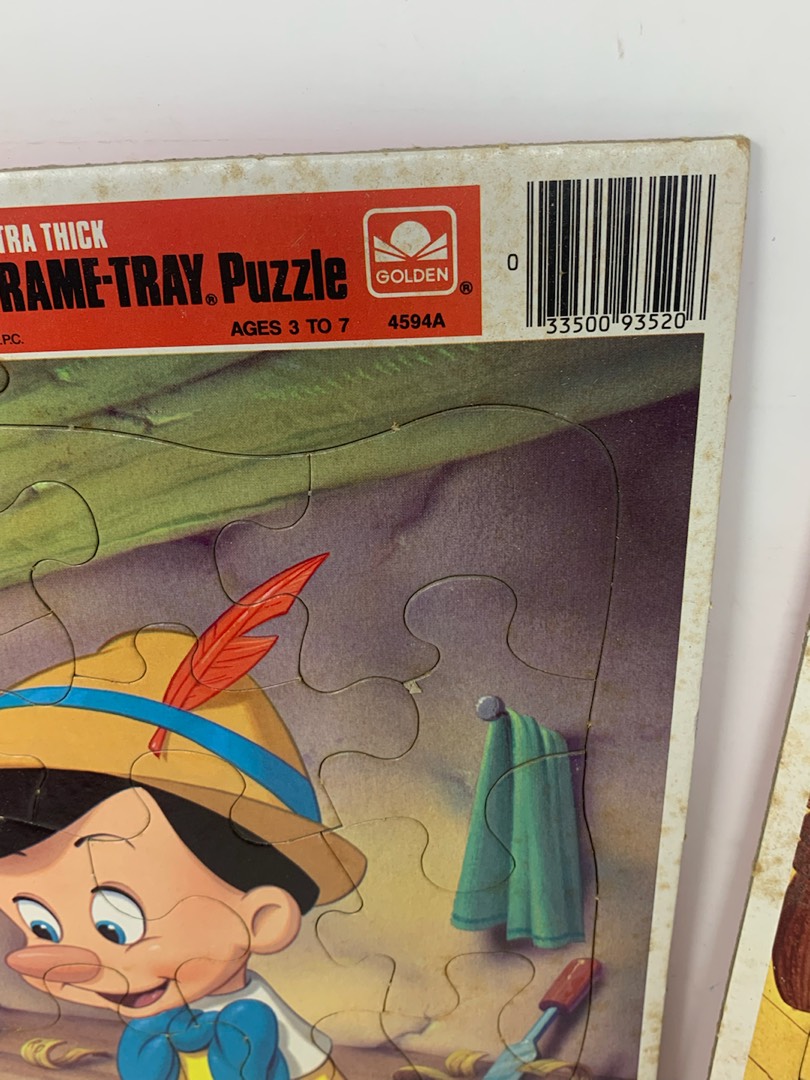 TRA THICK
RAME-TRAY® Puzzle
.P.C.
AGES 3 TO 7 4594A
GOLDEN ®
0 33500 93520